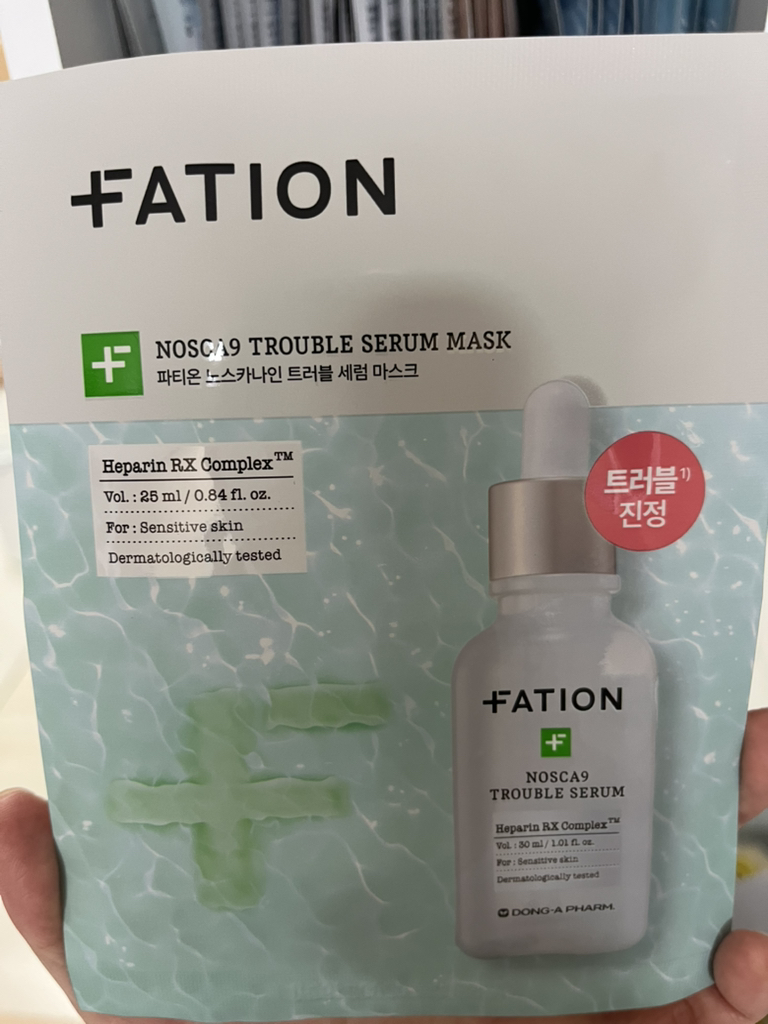 FATION
NOSCA9 TROUBLE SERUM MASK
파티온 노스카나인 트러블 세럼 마스크
Heparin RX Complex™
Vol. : 25 ml / 0.84 fl. oz.
For : Sensitive skin
Dermatologically tested
트러블1)
진정
FATION
NOSCA9
TROUBLE SERUM
Heparin RX Complex™
Vol. : 30 ml / 1.01 fl. oz.
For : Sensitive skin
Dermatologically tested
DONG-A PHARM.